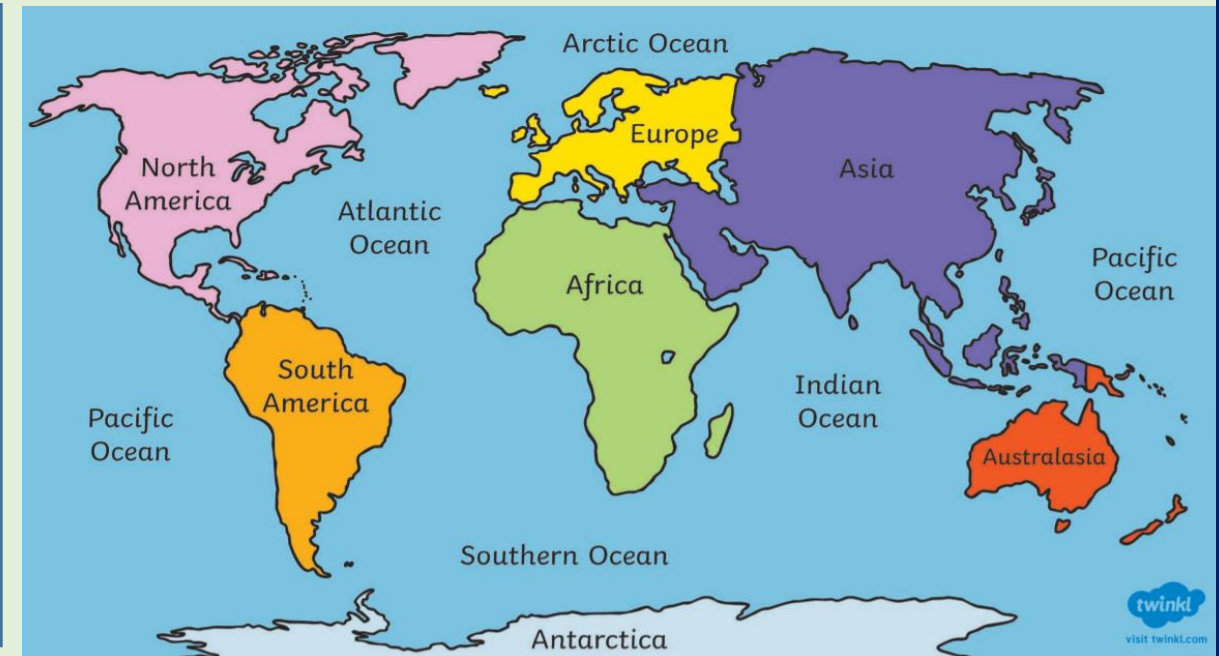 Arctic Ocean
Europe
North
America
Asia
Atlantic
Ocean
Pacific
Ocean
Africa
South
America
Indian
Ocean
Pacific
Ocean
Australasia
Southern Ocean
Antarctica
twinkl
visit twinkl.com